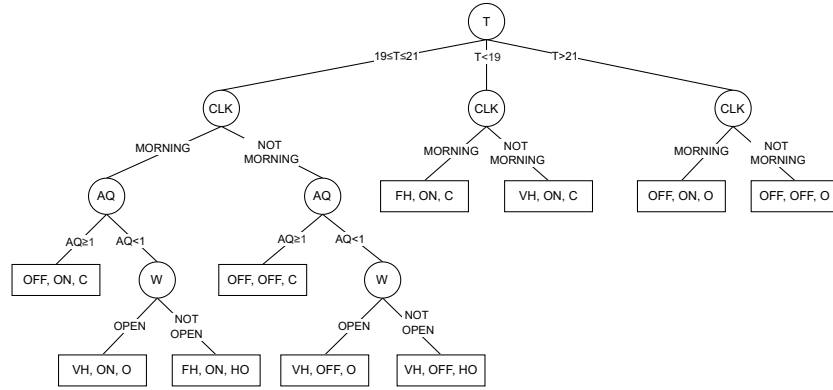 T
19≤T≤21
T<19
T>21
CLK
CLK
CLK
MORNING
NOT
MORNING
MORNING
NOT
MORNING
MORNING
NOT
MORNING
AQ
AQ
FH, ON, C
VH, ON, C
OFF, ON, O
OFF, OFF, O
AQ≥1
AQ<1
AQ≥1
AQ<1
OFF, ON, C
W
OFF, OFF, C
W
OPEN
NOT
OPEN
OPEN
NOT
OPEN
VH, ON, O
FH, ON, HO
VH, OFF, O
VH, OFF, HO